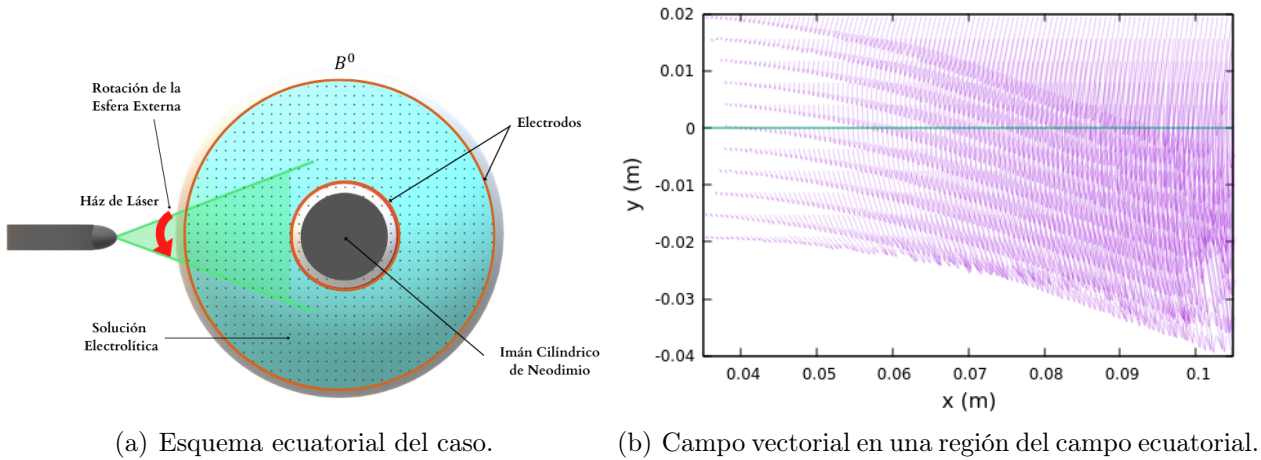 B⁰
Rotación de la
Esfera Externa
Electrodos
Ház de Láser
Solución
Electrolítica
Imán Cilíndrico
de Neodimio
(a) Esquema ecuatorial del caso.
0.02
0.01
0
-0.01
-0.02
-0.03
-0.04
y (m)
0.04 0.05 0.06 0.07 0.08 0.09 0.1
x (m)
(b) Campo vectorial en una región del campo ecuatorial.